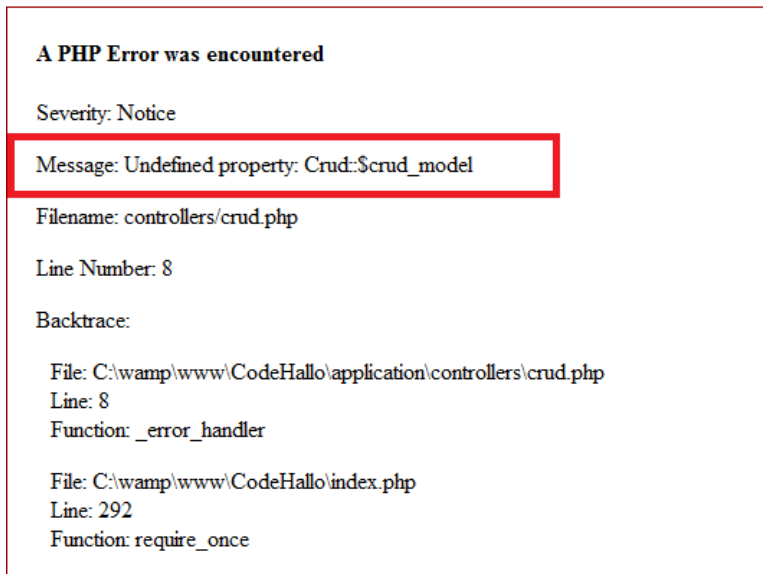 A PHP Error was encountered
Severity: Notice
Message: Undefined property: Crud::$crud_model
Filename: controllers/crud.php
Line Number: 8
Backtrace:
File: C:\wamp\www\CodeHallo\application\controllers\crud.php
Line: 8
Function: _error_handler
File: C:\wamp\www\CodeHallo\index.php
Line: 292
Function: require_once